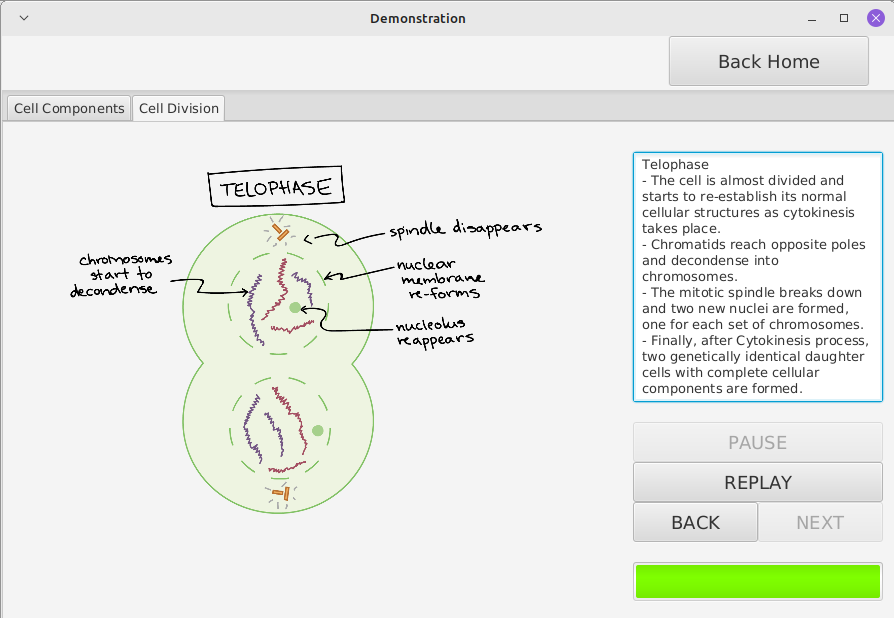 Demonstration
Back Home
Cell Components
Cell Division
TELOPHASE
spindle disappears
chromosomes
start to
decondense
nuclear
membrane
re-forms
nucleolus
reappears
Telophase
- The cell is almost divided and
starts to re-establish its normal
cellular structures as cytokinesis
takes place.
- Chromatids reach opposite poles
and decondense into
chromosomes.
- The mitotic spindle breaks down
and two new nuclei are formed,
one for each set of chromosomes.
- Finally, after Cytokinesis process,
two genetically identical daughter
cells with complete cellular
components are formed.
PAUSE
REPLAY
BACK
NEXT